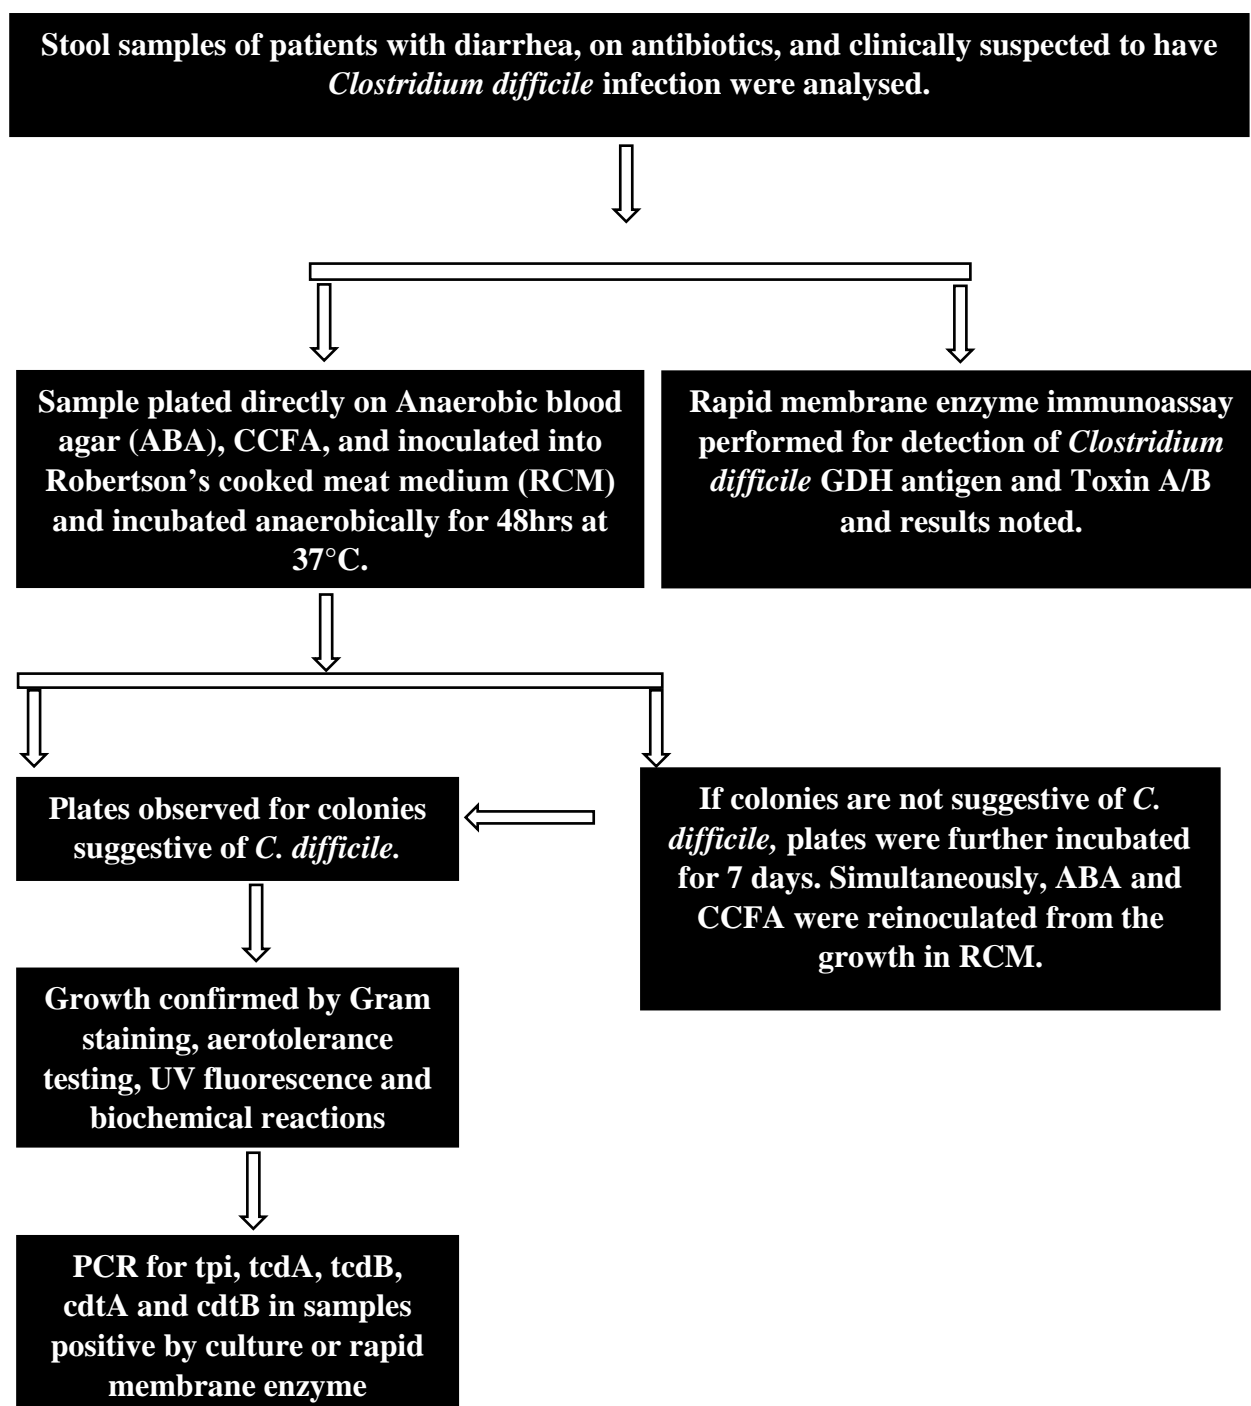 Stool samples of patients with diarrhea, on antibiotics, and clinically suspected to have
Clostridium difficile infection were analysed.
Sample plated directly on Anaerobic blood
agar (ABA), CCFA, and inoculated into
Robertson’s cooked meat medium (RCM)
and incubated anaerobically for 48hrs at
37°C.
Rapid membrane enzyme immunoassay
performed for detection of Clostridium
difficile GDH antigen and Toxin A/B
and results noted.
Plates observed for colonies
suggestive of C. difficile.
If colonies are not suggestive of C.
difficile, plates were further incubated
for 7 days. Simultaneously, ABA and
CCFA were reinoculated from the
growth in RCM.
Growth confirmed by Gram
staining, aerotolerance
testing, UV fluorescence and
biochemical reactions
PCR for tpi, tcdA, tcdB,
cdtA and cdtB in samples
positive by culture or rapid
membrane enzyme